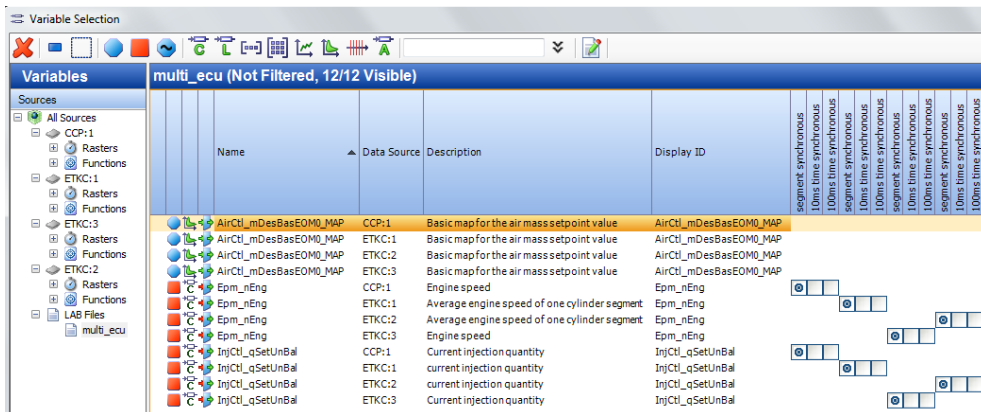 Variable Selection
C L A
Variables
multi_ecu (Not Filtered, 12/12 Visible)
Sources
All Sources
CCP:1
Rasters
Functions
ETKC:1
Rasters
Functions
ETKC:3
Rasters
Functions
ETKC:2
Rasters
Functions
LAB Files
multi_ecu
Name Data Source Description Display ID
segment synchronous
10ms time synchronous
100ms time synchronous
segment synchronous
10ms time synchronous
100ms time synchronous
segment synchronous
10ms time synchronous
100ms time synchronous
segment synchronous
10ms time synchronous
100ms time synchronous
AirCtl_mDesBasEOM0_MAP CCP:1 Basic map for the air mass setpoint value AirCtl_mDesBasEOM0_MAP
AirCtl_mDesBasEOM0_MAP ETKC:1 Basic map for the air mass setpoint value AirCtl_mDesBasEOM0_MAP
AirCtl_mDesBasEOM0_MAP ETKC:2 Basic map for the air mass setpoint value AirCtl_mDesBasEOM0_MAP
AirCtl_mDesBasEOM0_MAP ETKC:3 Basic map for the air mass setpoint value AirCtl_mDesBasEOM0_MAP
C Epm_nEng CCP:1 Engine speed Epm_nEng
C Epm_nEng ETKC:1 Average engine speed of one cylinder segment Epm_nEng
C Epm_nEng ETKC:2 Average engine speed of one cylinder segment Epm_nEng
C Epm_nEng ETKC:3 Engine speed Epm_nEng
C InjCtl_qSetUnBal CCP:1 Current injection quantity InjCtl_qSetUnBal
C InjCtl_qSetUnBal ETKC:1 current injection quantity InjCtl_qSetUnBal
C InjCtl_qSetUnBal ETKC:2 current injection quantity InjCtl_qSetUnBal
C InjCtl_qSetUnBal ETKC:3 Current injection quantity InjCtl_qSetUnBal